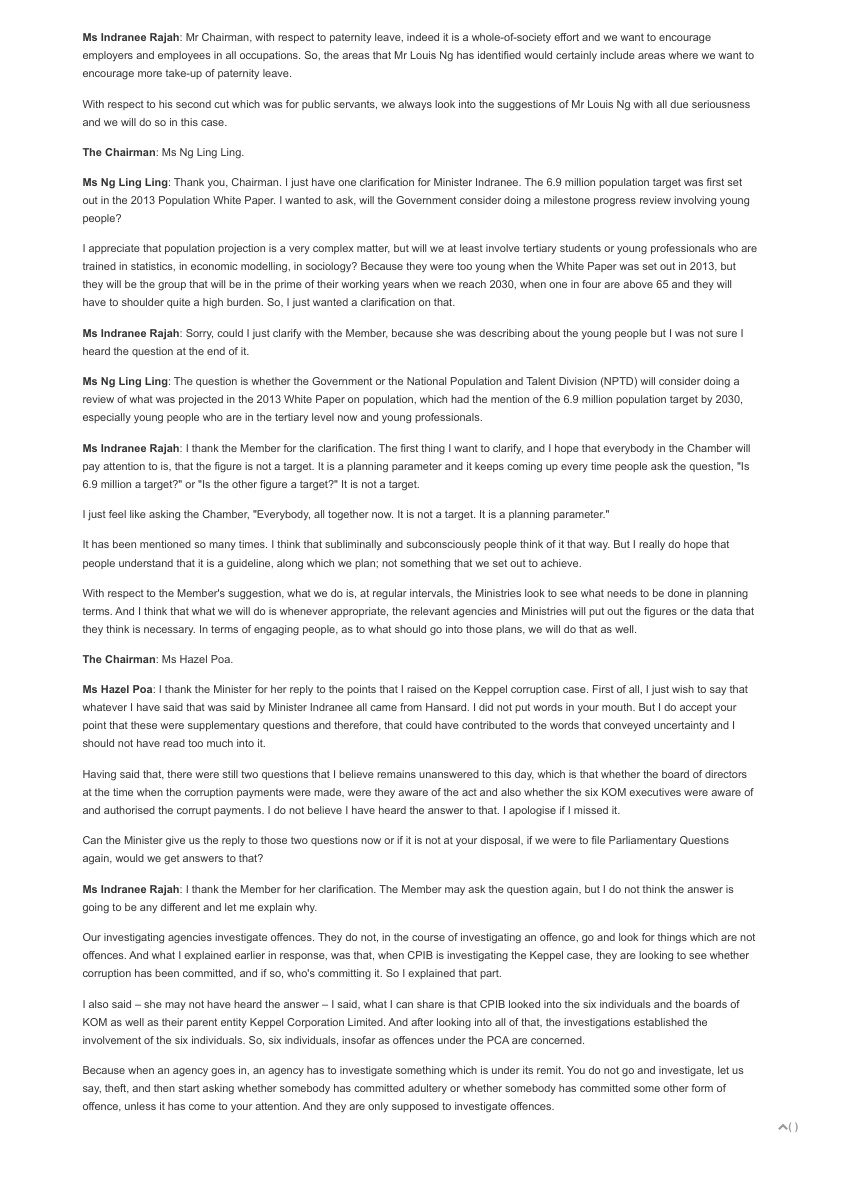 Ms Indranee Rajah: Mr Chairman, with respect to paternity leave, indeed it is a whole-of-society effort and we want to encourage
employers and employees in all occupations. So, the areas that Mr Louis Ng has identified would certainly include areas where we want to
encourage more take-up of paternity leave.
With respect to his second cut which was for public servants, we always look into the suggestions of Mr Louis Ng with all due seriousness
and we will do so in this case.
The Chairman: Ms Ng Ling Ling.
Ms Ng Ling Ling: Thank you, Chairman. I just have one clarification for Minister Indranee. The 6.9 million population target was first set
out in the 2013 Population White Paper. I wanted to ask, will the Government consider doing a milestone progress review involving young
people?
I appreciate that population projection is a very complex matter, but will we at least involve tertiary students or young professionals who are
trained in statistics, in economic modelling, in sociology? Because they were too young when the White Paper was set out in 2013, but
they will be the group that will be in the prime of their working years when we reach 2030, when one in four are above 65 and they will
have to shoulder quite a high burden. So, I just wanted a clarification on that.
Ms Indranee Rajah: Sorry, could I just clarify with the Member, because she was describing about the young people but I was not sure I
heard the question at the end of it.
Ms Ng Ling Ling: The question is whether the Government or the National Population and Talent Division (NPTD) will consider doing a
review of what was projected in the 2013 White Paper on population, which had the mention of the 6.9 million population target by 2030,
especially young people who are in the tertiary level now and young professionals.
Ms Indranee Rajah: I thank the Member for the clarification. The first thing I want to clarify, and I hope that everybody in the Chamber will
pay attention to is, that the figure is not a target. It is a planning parameter and it keeps coming up every time people ask the question, "Is
6.9 million a target?" or "Is the other figure a target?" It is not a target.
I just feel like asking the Chamber, "Everybody, all together now. It is not a target. It is a planning parameter."
It has been mentioned so many times. I think that subliminally and subconsciously people think of it that way. But I really do hope that
people understand that it is a guideline, along which we plan; not something that we set out to achieve.
With respect to the Member's suggestion, what we do is, at regular intervals, the Ministries look to see what needs to be done in planning
terms. And I think that what we will do is whenever appropriate, the relevant agencies and Ministries will put out the figures or the data that
they think is necessary. In terms of engaging people, as to what should go into those plans, we will do that as well.
The Chairman: Ms Hazel Poa.
Ms Hazel Poa: I thank the Minister for her reply to the points that I raised on the Keppel corruption case. First of all, I just wish to say that
whatever I have said that was said by Minister Indranee all came from Hansard. I did not put words in your mouth. But I do accept your
point that these were supplementary questions and therefore, that could have contributed to the words that conveyed uncertainty and I
should not have read too much into it.
Having said that, there were still two questions that I believe remains unanswered to this day, which is that whether the board of directors
at the time when the corruption payments were made, were they aware of the act and also whether the six KOM executives were aware of
and authorised the corrupt payments. I do not believe I have heard the answer to that. I apologise if I missed it.
Can the Minister give us the reply to those two questions now or if it is not at your disposal, if we were to file Parliamentary Questions
again, would we get answers to that?
Ms Indranee Rajah: I thank the Member for her clarification. The Member may ask the question again, but I do not think the answer is
going to be any different and let me explain why.
Our investigating agencies investigate offences. They do not, in the course of investigating an offence, go and look for things which are not
offences. And what I explained earlier in response, was that, when CPIB is investigating the Keppel case, they are looking to see whether
corruption has been committed, and if so, who's committing it. So I explained that part.
I also said – she may not have heard the answer – I said, what I can share is that CPIB looked into the six individuals and the boards of
KOM as well as their parent entity Keppel Corporation Limited. And after looking into all of that, the investigations established the
involvement of the six individuals. So, six individuals, insofar as offences under the PCA are concerned.
Because when an agency goes in, an agency has to investigate something which is under its remit. You do not go and investigate, let us
say, theft, and then start asking whether somebody has committed adultery or whether somebody has committed some other form of
offence, unless it has come to your attention. And they are only supposed to investigate offences.
^( )